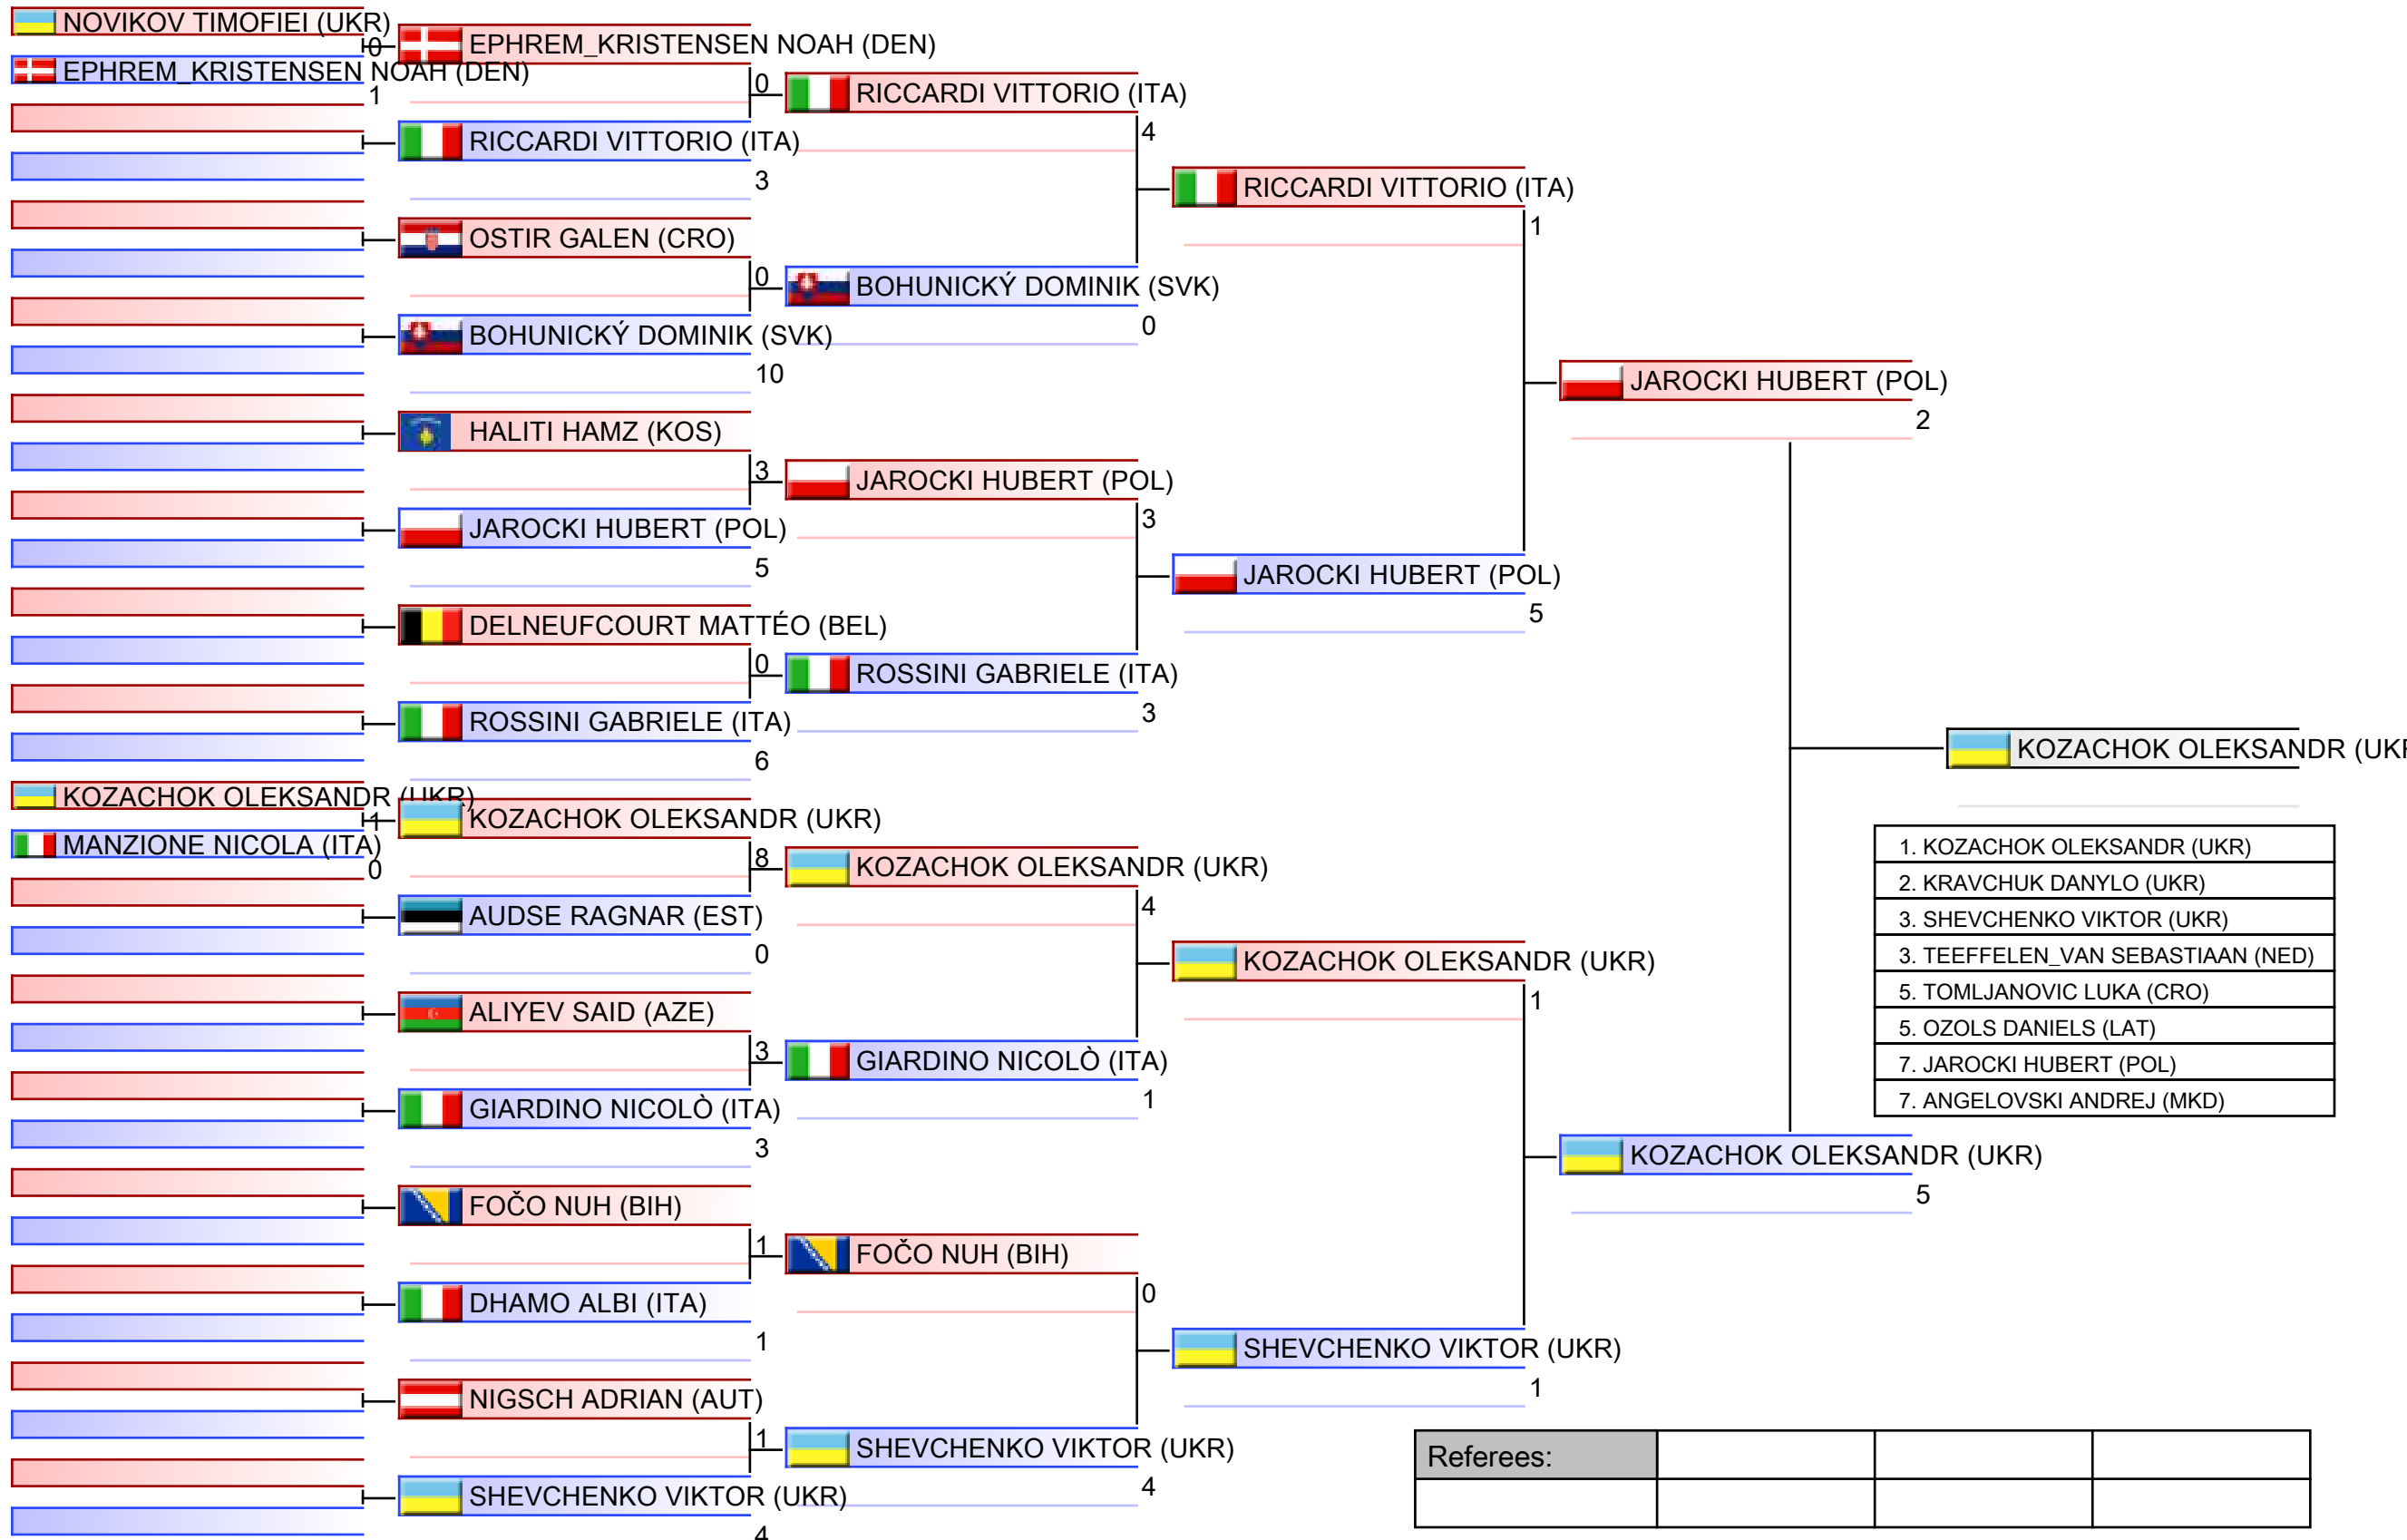 NOVIKOV TIMOFIEI (UKR)
0
EPHREM_KRISTENSEN NOAH (DEN)
1
KOZACHOK OLEKSANDR (UKR)
1
MANZIONE NICOLA (ITA)
0
EPHREM_KRISTENSEN NOAH (DEN)
0
RICCARDI VITTORIO (ITA)
3
OSTIR GALEN (CRO)
0
BOHUNICKÝ DOMINIK (SVK)
10
HALITI HAMZ (KOS)
3
JAROCKI HUBERT (POL)
5
DELNEUFCOURT MATTÉO (BEL)
0
ROSSINI GABRIELE (ITA)
6
KOZACHOK OLEKSANDR (UKR)
8
AUDSE RAGNAR (EST)
0
ALIYEV SAID (AZE)
3
GIARDINO NICOLÒ (ITA)
3
FOČO NUH (BIH)
1
DHAMO ALBI (ITA)
1
NIGSCH ADRIAN (AUT)
1
SHEVCHENKO VIKTOR (UKR)
4
RICCARDI VITTORIO (ITA)
4
BOHUNICKÝ DOMINIK (SVK)
0
JAROCKI HUBERT (POL)
3
ROSSINI GABRIELE (ITA)
3
KOZACHOK OLEKSANDR (UKR)
4
GIARDINO NICOLÒ (ITA)
1
FOČO NUH (BIH)
0
SHEVCHENKO VIKTOR (UKR)
4
RICCARDI VITTORIO (ITA)
1
JAROCKI HUBERT (POL)
5
KOZACHOK OLEKSANDR (UKR)
1
SHEVCHENKO VIKTOR (UKR)
1
JAROCKI HUBERT (POL)
2
KOZACHOK OLEKSANDR (UKR)
5
KOZACHOK OLEKSANDR (UK
1. KOZACHOK OLEKSANDR (UKR)
2. KRAVCHUK DANYLO (UKR)
3. SHEVCHENKO VIKTOR (UKR)
3. TEEFFELEN_VAN SEBASTIAAN (NED)
5. TOMLJANOVIC LUKA (CRO)
5. OZOLS DANIELS (LAT)
7. JAROCKI HUBERT (POL)
7. ANGELOVSKI ANDREJ (MKD)
Referees: